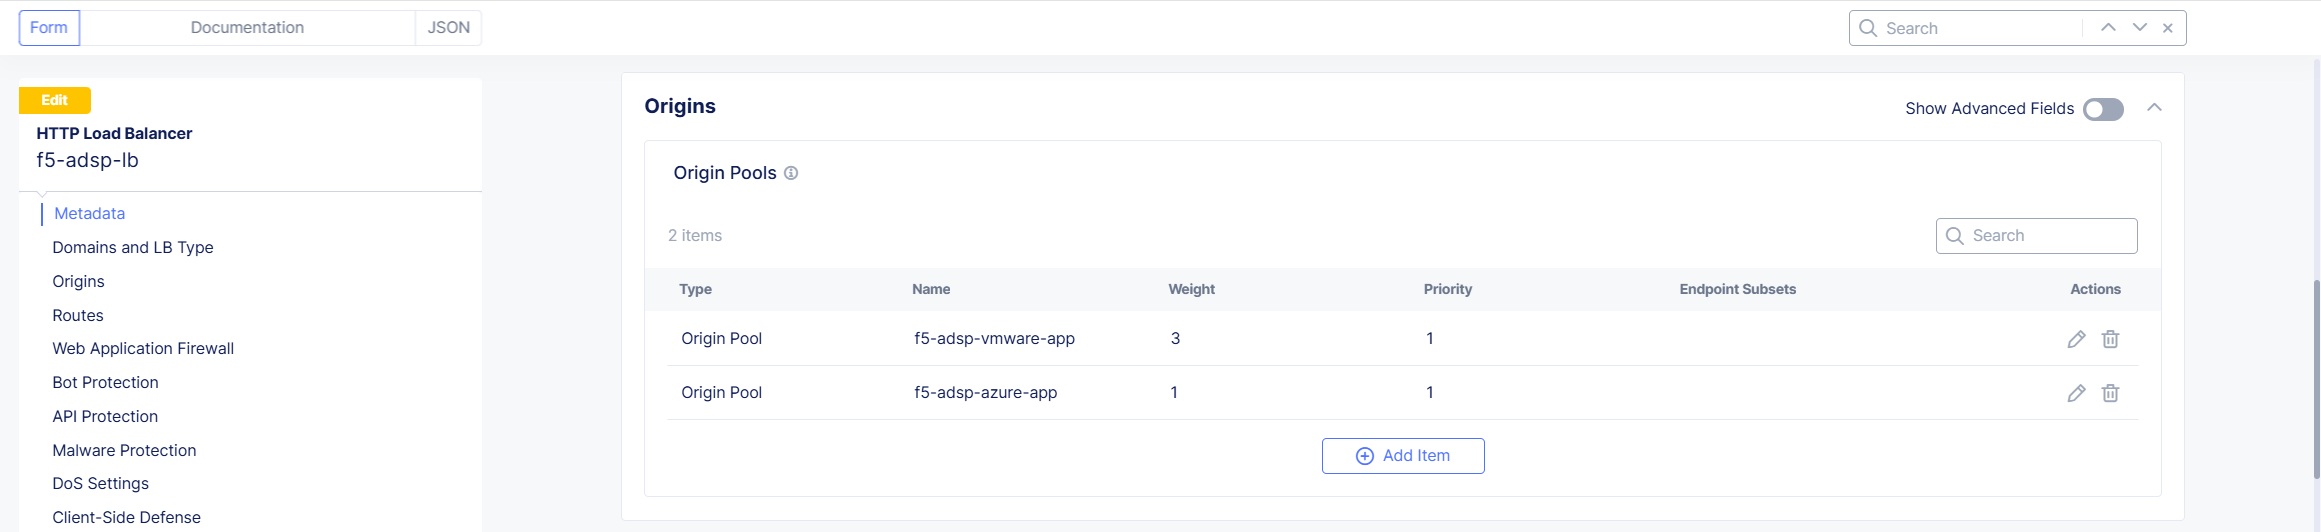 Form Documentation JSON Search
Edit
HTTP Load Balancer
f5-adsp-lb
Metadata
Domains and LB Type
Origins
Routes
Web Application Firewall
Bot Protection
API Protection
Malware Protection
DoS Settings
Client-Side Defense
Origins Show Advanced Fields
Origin Pools
2 items Search
Type Name Weight Priority Endpoint Subsets Actions
Origin Pool f5-adsp-vmware-app 3 1
Origin Pool f5-adsp-azure-app 1 1
Add Item